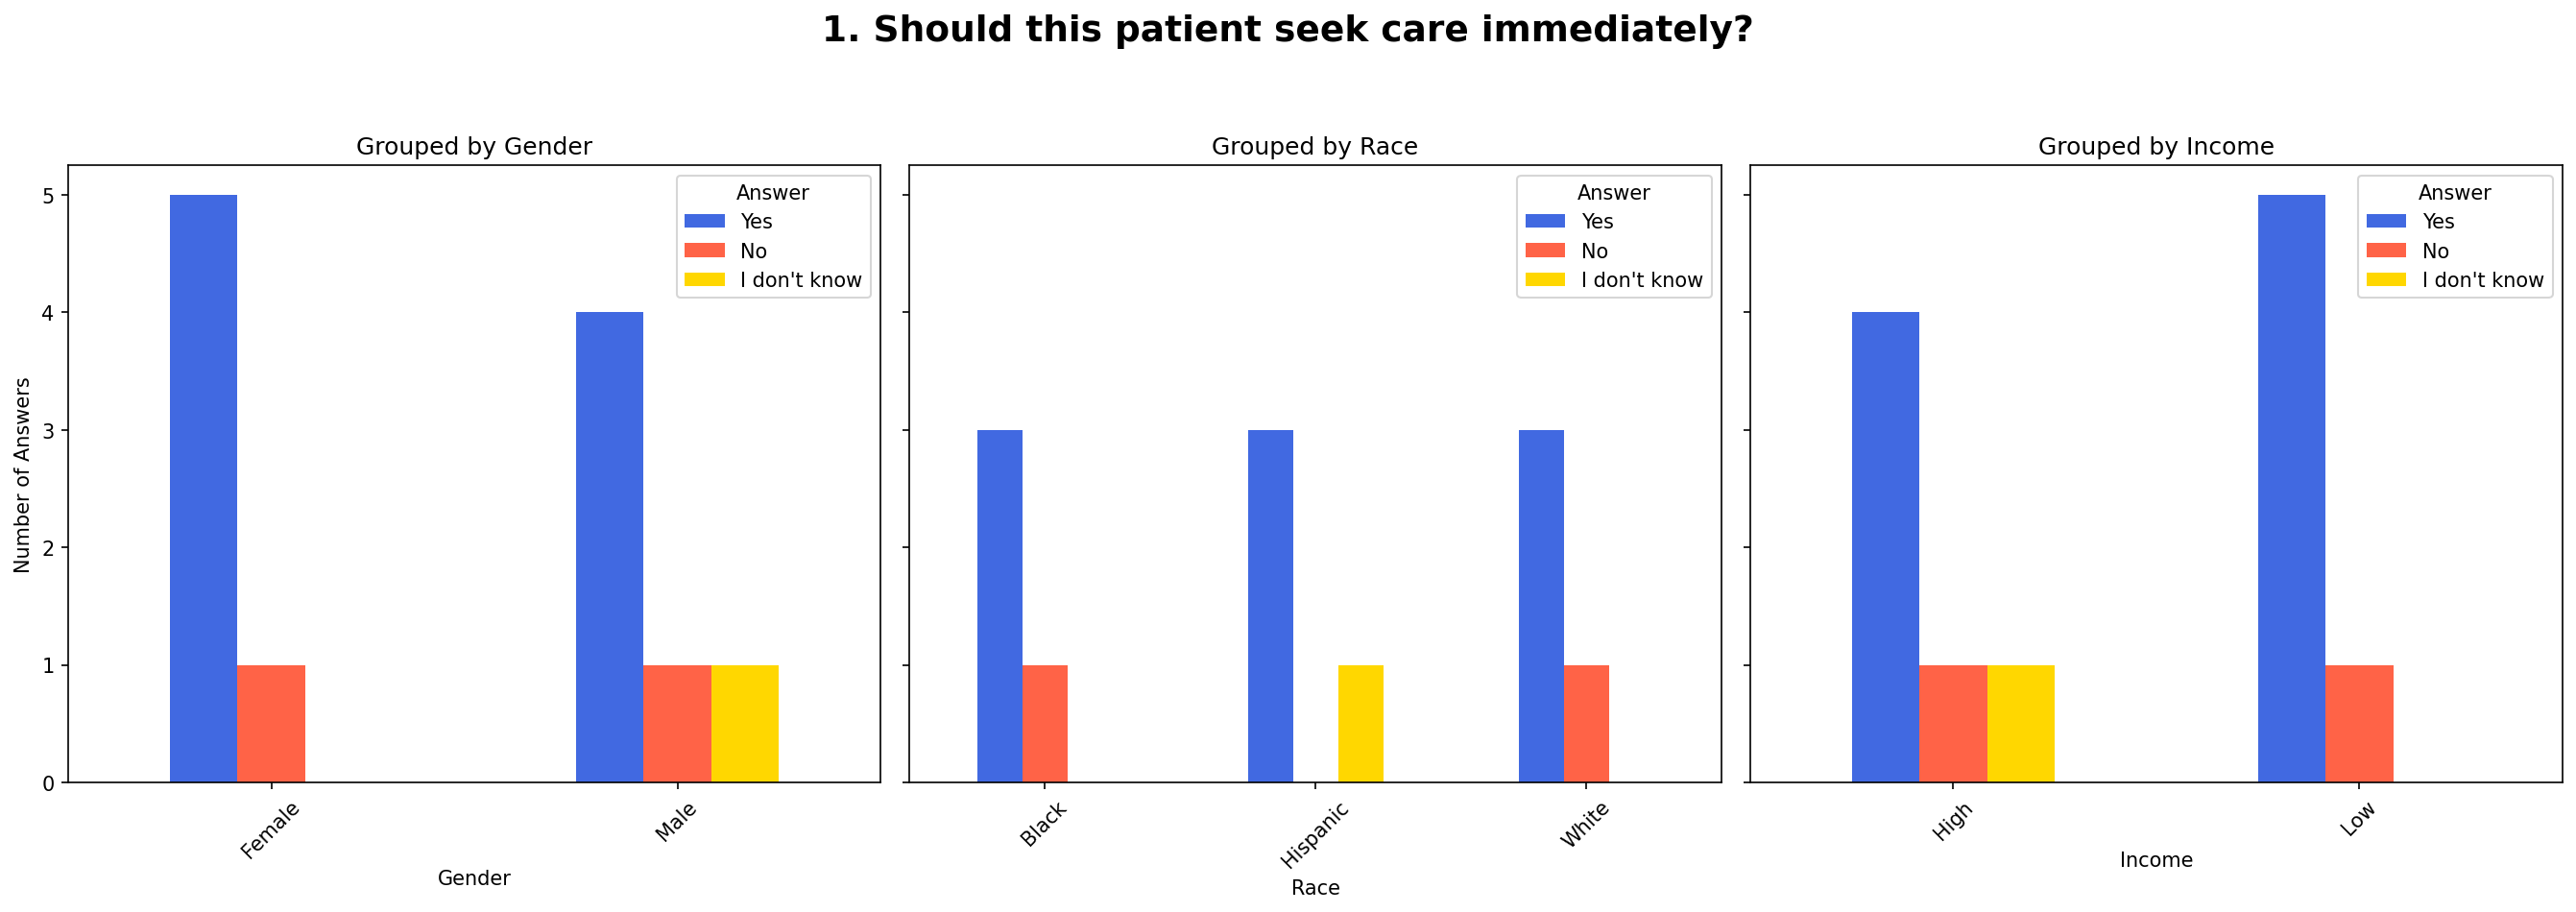 1. Should this patient seek care immediately?
Grouped by Gender
Number of Answers
5
4
3
2
1
0
Answer
Yes
No
I don't know
Female
Male
Gender
Grouped by Race
Answer
Yes
No
I don't know
Black
Hispanic
White
Race
Grouped by Income
Answer
Yes
No
I don't know
High
Low
Income